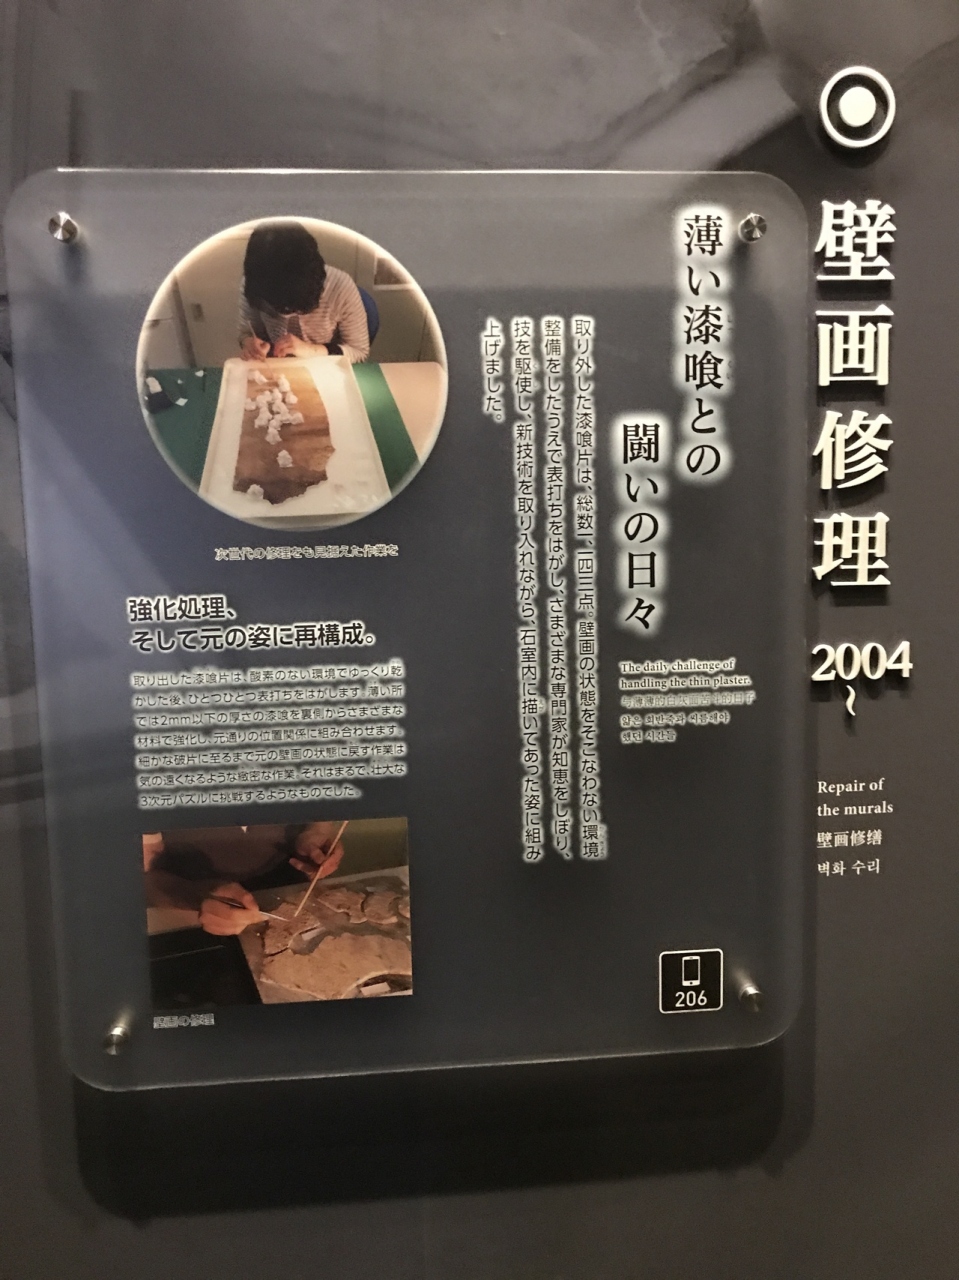 壁画修理
2004
〜
Repair of
the murals
壁画修缮
벽화 수리
薄い漆喰との
闘いの日々
The daily challenge of
handling the thin plaster.
얇은 회반죽과 씨름해야
했던 시간들
取り外した漆喰片は、総数一、一四三点。壁画の状態をそこなわない環境
整備をしたうえで表打ちをはがし、さまざまな専門家が知恵をしぼり、
技を駆使し、新技術を取り入れながら、石室内に描いてあった姿に組み
上げました。
次世代の修理をも見据えた作業を
強化処理、
そして元の姿に再構成。
取り出した漆喰片は、酸素のない環境でゆっくり乾
かした後、ひとつひとつ表打ちをはがします。薄い所
では2mm以下の厚さの漆喰を裏側からさまざまな
材料で強化し、元通りの位置関係に組み合わせます。
細かな破片に至るまで元の壁画の状態に戻す作業は
気の遠くなるような緻密な作業。それはまるで、壮大な
3次元パズルに挑戦するようなものでした。
壁画の修理
206